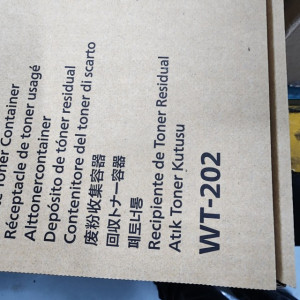 Toner Container
Réceptacle de toner usagé
Alttonercontainer
Depósito de tóner residual
Contenitore del toner di scarto
废粉收集容器
回収トナー容器
폐토너통
Recipiente de Toner Residual
Atık Toner Kutusu
WT-202